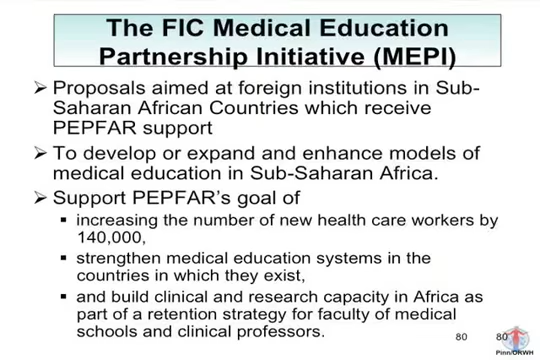 The FIC Medical Education
Partnership Initiative (MEPI)
➢ Proposals aimed at foreign institutions in Sub-
Saharan African Countries which receive
PEPFAR support
➢ To develop or expand and enhance models of
medical education in Sub-Saharan Africa.
➢ Support PEPFAR's goal of
▪ increasing the number of new health care workers by
140,000,
▪ strengthen medical education systems in the
countries in which they exist,
▪ and build clinical and research capacity in Africa as
part of a retention strategy for faculty of medical
schools and clinical professors.
80 80
Pinn/ORWH